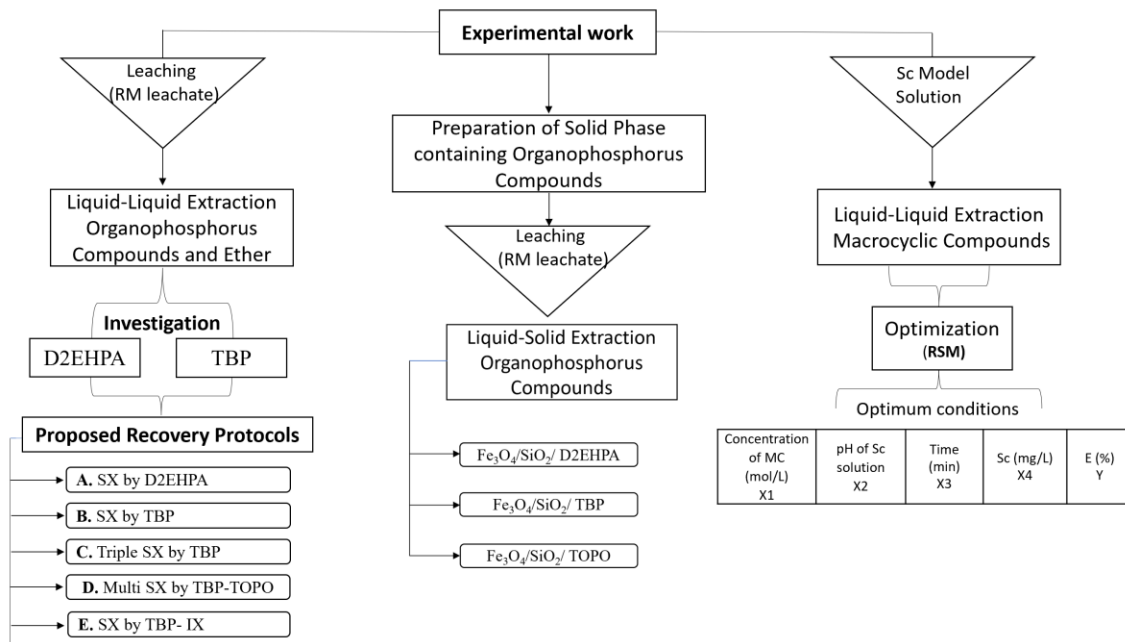 Experimental work
Leaching
(RM leachate)
Liquid-Liquid Extraction
Organophosphorus
Compounds and Ether
Investigation
D2EHPA
TBP
Proposed Recovery Protocols
A. SX by D2EHPA
B. SX by TBP
C. Triple SX by TBP
D. Multi SX by TBP-TOPO
E. SX by TBP- IX
Preparation of Solid Phase
containing Organophosphorus
Compounds
Leaching
(RM leachate)
Liquid-Solid Extraction
Organophosphorus
Compounds
Fe₃O₄/SiO₂/ D2EHPA
Fe₃O₄/SiO₂/ TBP
Fe₃O₄/SiO₂/ TOPO
Sc Model
Solution
Liquid-Liquid Extraction
Macrocyclic Compounds
Optimization
(RSM)
Optimum conditions
Concentration
of MC
(mol/L)
X1
pH of Sc
solution
X2
Time
(min)
X3
Sc (mg/L)
X4
E (%)
Y